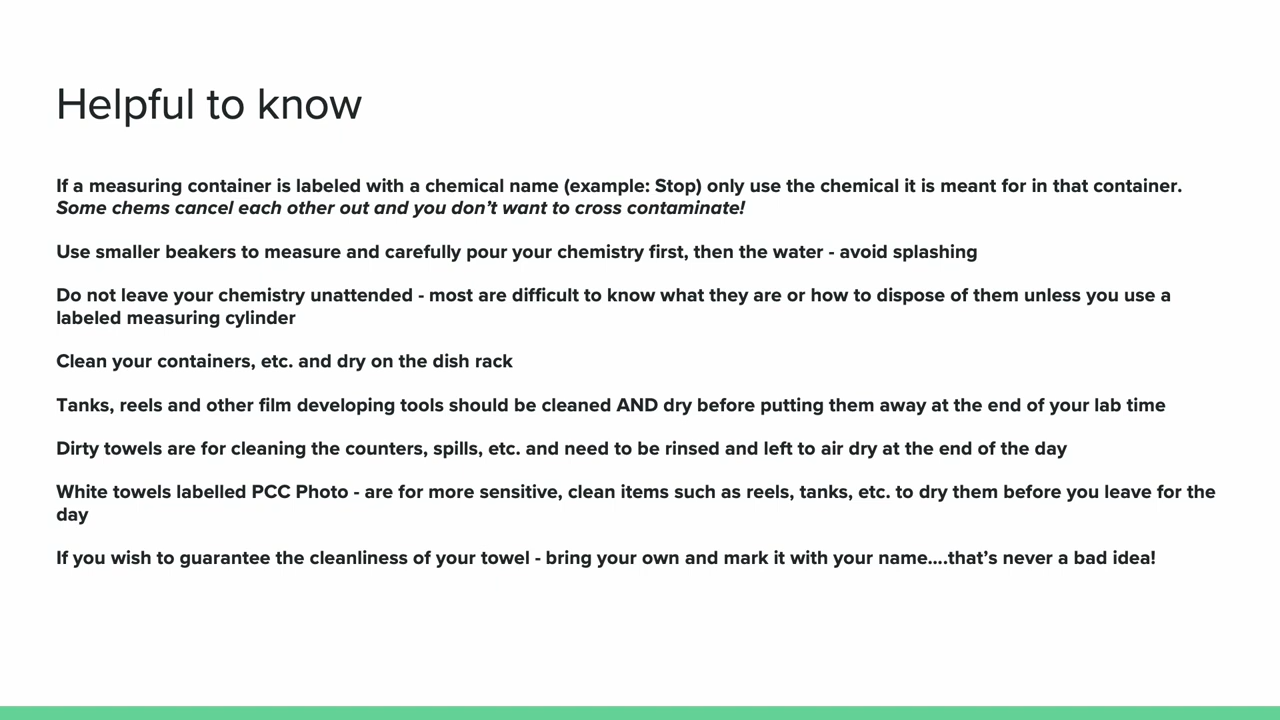 Helpful to know
If a measuring container is labeled with a chemical name (example: Stop) only use the chemical it is meant for in that container.
Some chems cancel each other out and you don’t want to cross contaminate!
Use smaller beakers to measure and carefully pour your chemistry first, then the water - avoid splashing
Do not leave your chemistry unattended - most are difficult to know what they are or how to dispose of them unless you use a
labeled measuring cylinder
Clean your containers, etc. and dry on the dish rack
Tanks, reels and other film developing tools should be cleaned AND dry before putting them away at the end of your lab time
Dirty towels are for cleaning the counters, spills, etc. and need to be rinsed and left to air dry at the end of the day
White towels labelled PCC Photo - are for more sensitive, clean items such as reels, tanks, etc. to dry them before you leave for the
day
If you wish to guarantee the cleanliness of your towel - bring your own and mark it with your name....that’s never a bad idea!